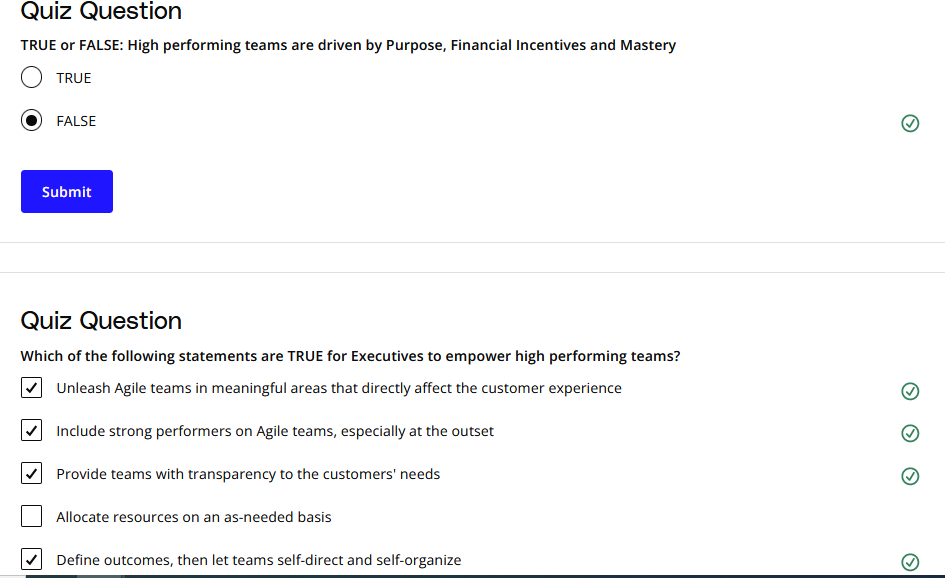 Quiz Question
TRUE or FALSE: High performing teams are driven by Purpose, Financial Incentives and Mastery
TRUE
FALSE
Submit
Quiz Question
Which of the following statements are TRUE for Executives to empower high performing teams?
Unleash Agile teams in meaningful areas that directly affect the customer experience
Include strong performers on Agile teams, especially at the outset
Provide teams with transparency to the customers' needs
Allocate resources on an as-needed basis
Define outcomes, then let teams self-direct and self-organize